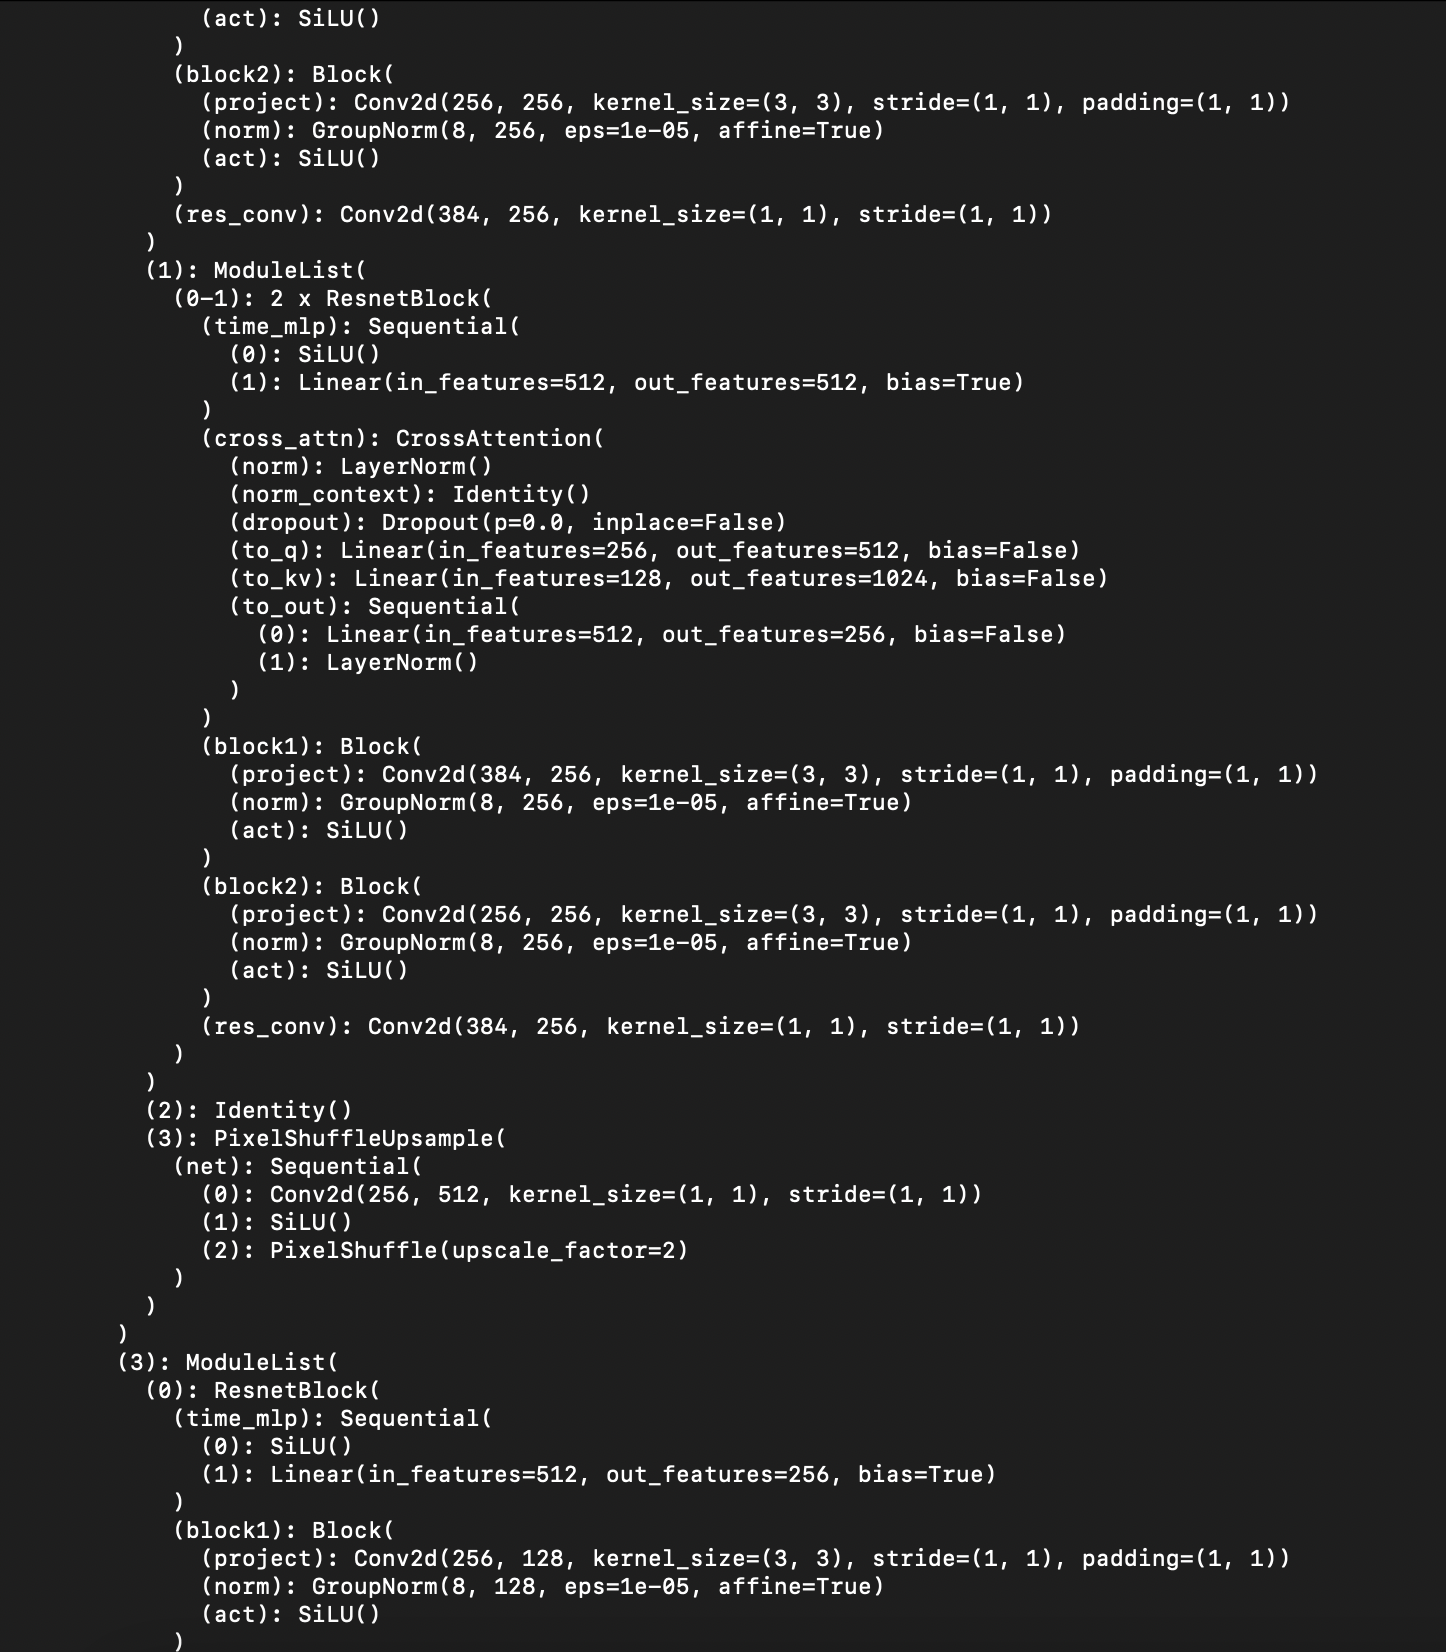 (act): SiLU()
)
(block2): Block(
(project): Conv2d(256, 256, kernel_size=(3, 3), stride=(1, 1), padding=(1, 1))
(norm): GroupNorm(8, 256, eps=1e-05, affine=True)
(act): SiLU()
)
(res_conv): Conv2d(384, 256, kernel_size=(1, 1), stride=(1, 1))
)
(1): ModuleList(
(0-1): 2 x ResnetBlock(
(time_mlp): Sequential(
(0): SiLU()
(1): Linear(in_features=512, out_features=512, bias=True)
)
(cross_attn): CrossAttention(
(norm): LayerNorm()
(norm_context): Identity()
(dropout): Dropout(p=0.0, inplace=False)
(to_q): Linear(in_features=256, out_features=512, bias=False)
(to_kv): Linear(in_features=128, out_features=1024, bias=False)
(to_out): Sequential(
(0): Linear(in_features=512, out_features=256, bias=False)
(1): LayerNorm()
)
)
(block1): Block(
(project): Conv2d(384, 256, kernel_size=(3, 3), stride=(1, 1), padding=(1, 1))
(norm): GroupNorm(8, 256, eps=1e-05, affine=True)
(act): SiLU()
)
(block2): Block(
(project): Conv2d(256, 256, kernel_size=(3, 3), stride=(1, 1), padding=(1, 1))
(norm): GroupNorm(8, 256, eps=1e-05, affine=True)
(act): SiLU()
)
(res_conv): Conv2d(384, 256, kernel_size=(1, 1), stride=(1, 1))
)
)
(2): Identity()
(3): PixelShuffleUpsample(
(net): Sequential(
(0): Conv2d(256, 512, kernel_size=(1, 1), stride=(1, 1))
(1): SiLU()
(2): PixelShuffle(upscale_factor=2)
)
)
)
(3): ModuleList(
(0): ResnetBlock(
(time_mlp): Sequential(
(0): SiLU()
(1): Linear(in_features=512, out_features=256, bias=True)
)
(block1): Block(
(project): Conv2d(256, 128, kernel_size=(3, 3), stride=(1, 1), padding=(1, 1))
(norm): GroupNorm(8, 128, eps=1e-05, affine=True)
(act): SiLU()
)